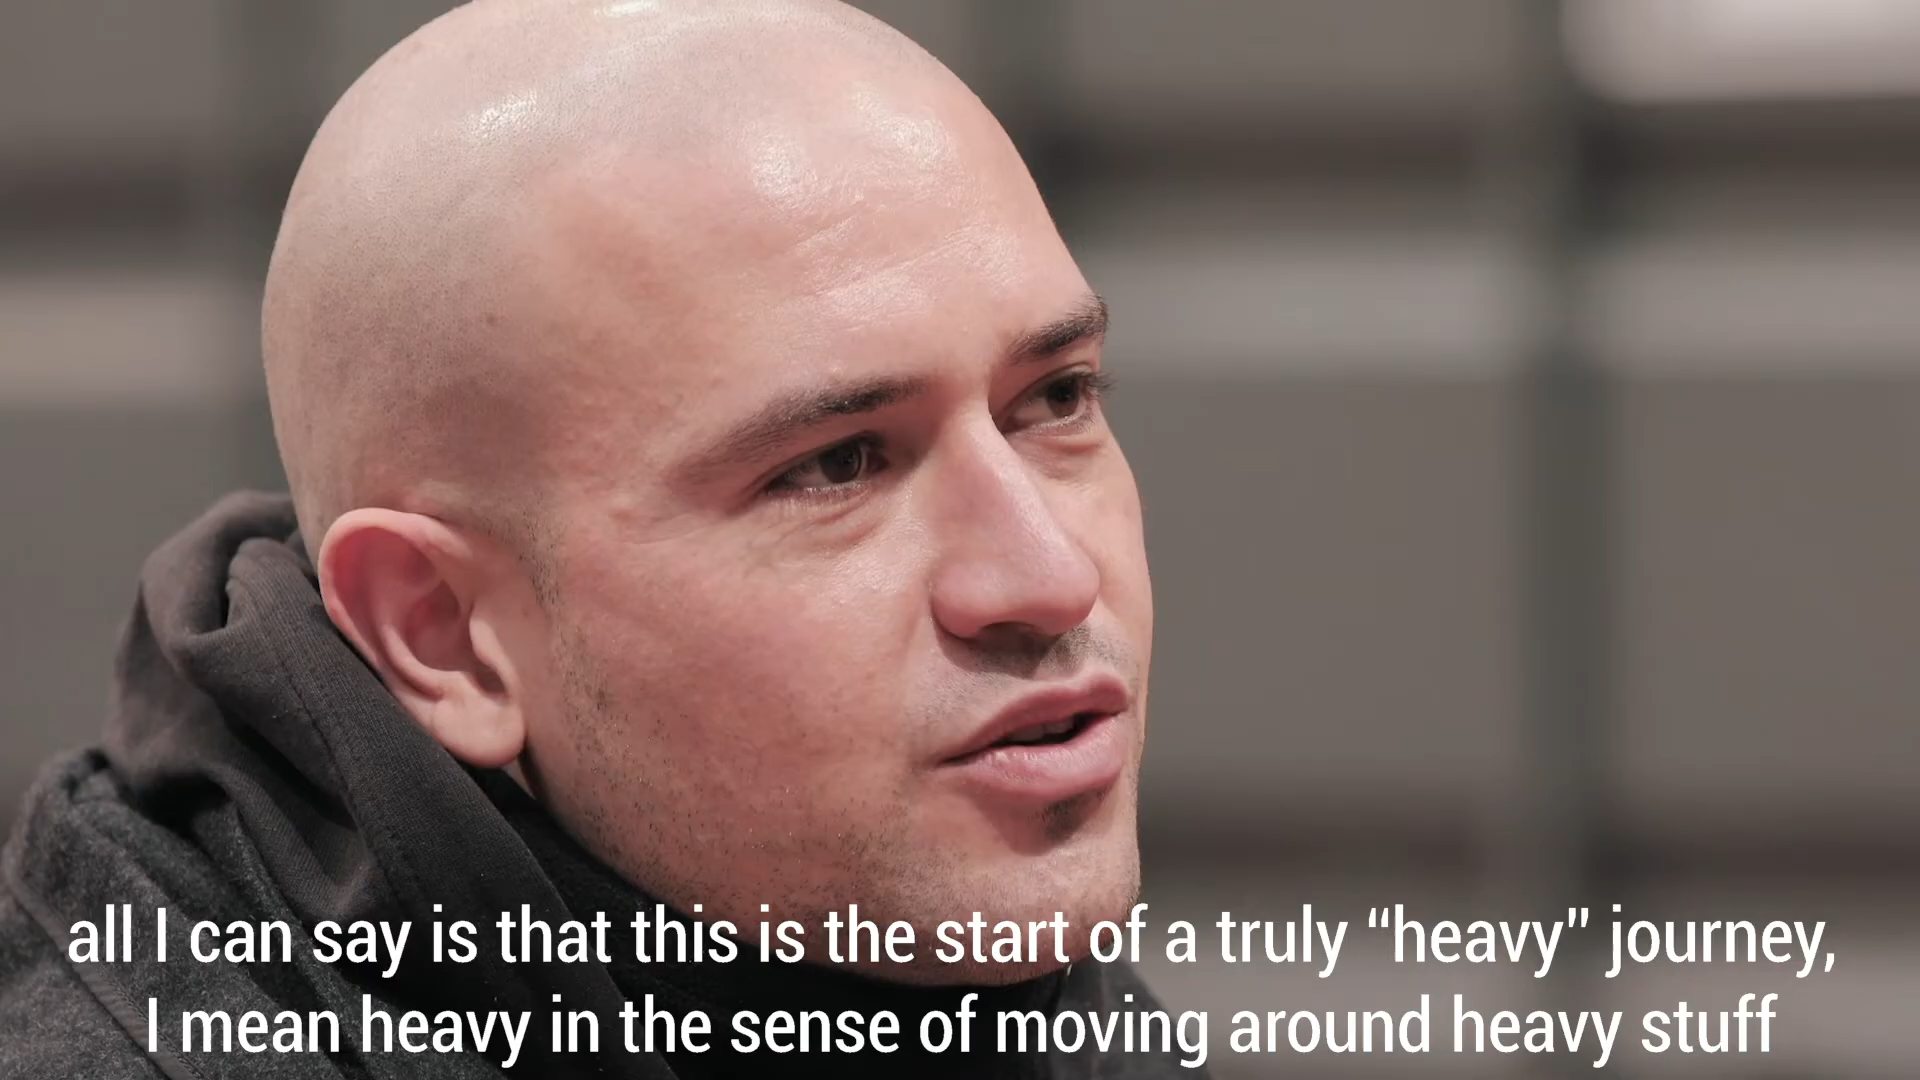 all I can say is that this is the start of a truly “heavy” journey,
I mean heavy in the sense of moving around heavy stuff